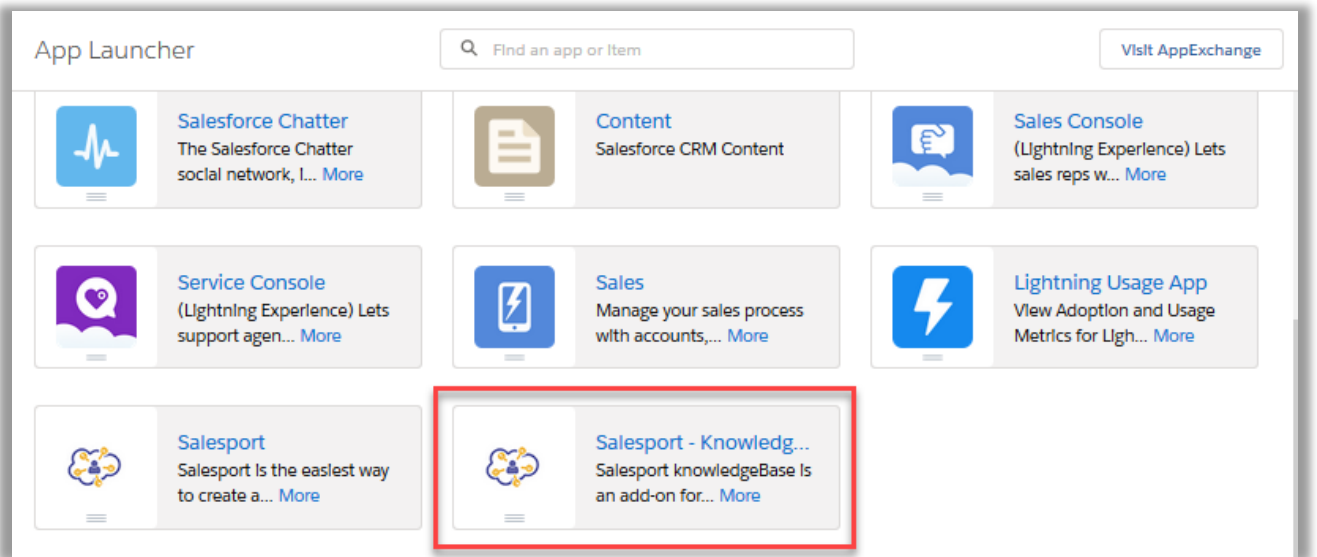 App Launcher
Find an app or item
Visit AppExchange
Salesforce Chatter
The Salesforce Chatter
social network, i... More
Content
Salesforce CRM Content
Sales Console
(Lightning Experience) Lets
sales reps w... More
Service Console
(Lightning Experience) Lets
support agen... More
Sales
Manage your sales process
with accounts,... More
Lightning Usage App
View Adoption and Usage
Metrics for Ligh... More
Salesport
Salesport is the easiest way
to create a... More
Salesport - Knowledg...
Salesport knowledgeBase is
an add-on for... More